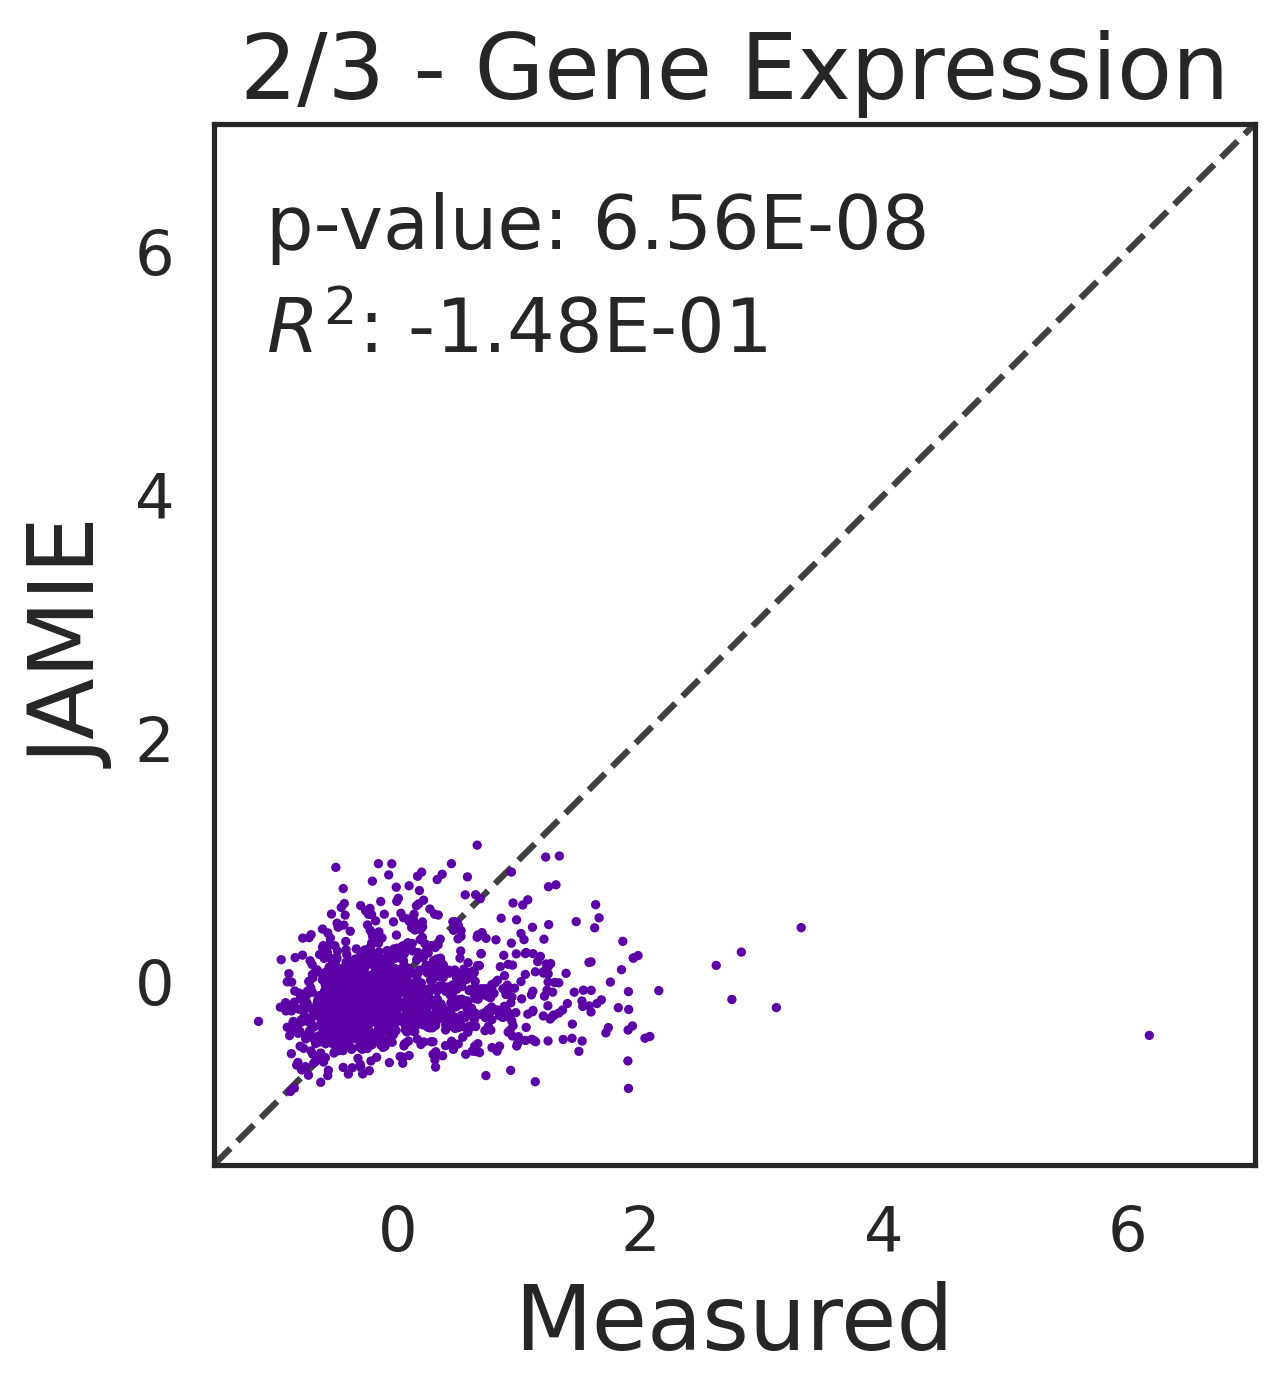 2/3 - Gene Expression
p-value: 6.56E-08
R²: -1.48E-01
6
4
2
0
JAMIE
0 2 4 6
Measured